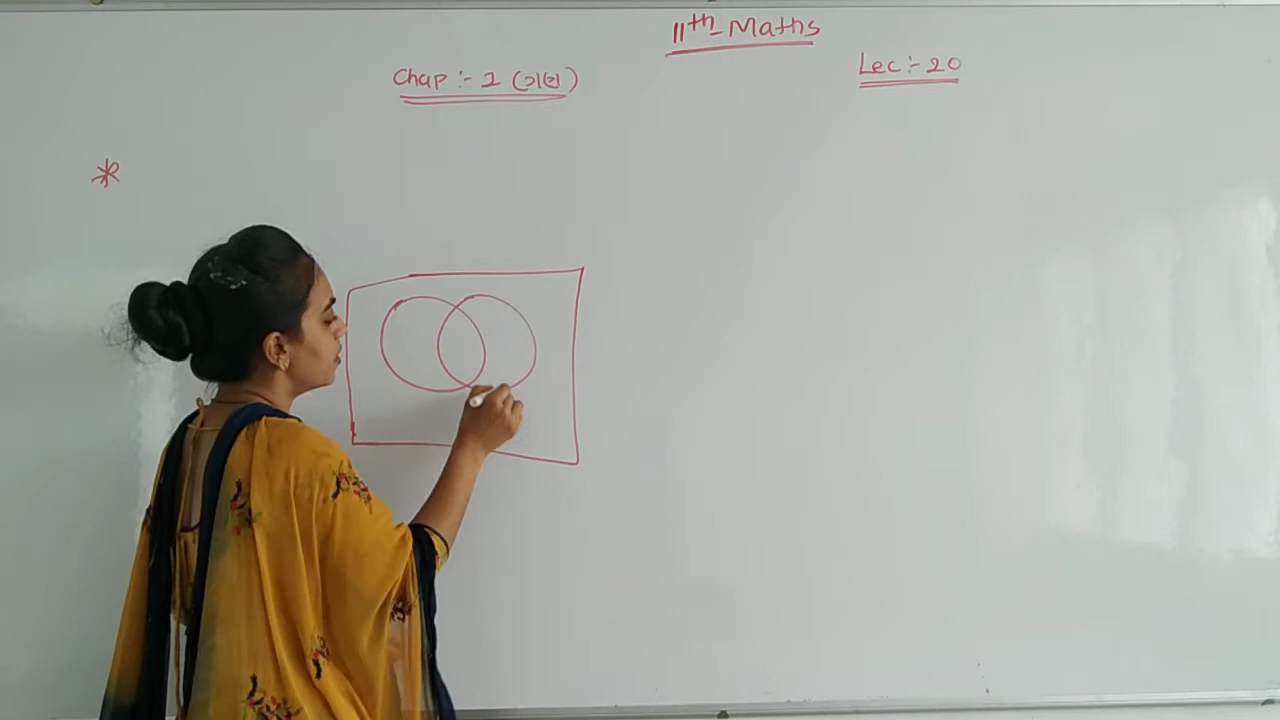 11th Maths
Chap :- 1 (ગણ)
Lec :- 20
*